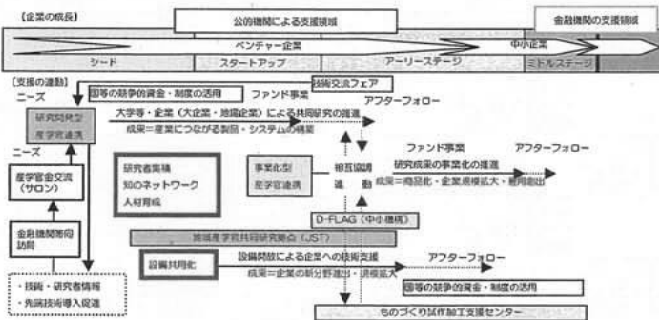 【企業の成長】
公的機関による支援領域
金融機関の支援領域
ベンチャー企業
中小企業
シード
スタートアップ
アーリーステージ
ミドルステージ
【支援の連動】
技術交流フェア
ニーズ
国等の競争的資金・制度の活用
ファンド事業
アフターフォロー
研究開発型
産学官連携
大学等・企業（大企業・地場企業）による共同研究の推進
成果＝産業につながる製品・システムの構築
ニーズ
産学官金交流
（サロン）
研究者集積
知のネットワーク
人材育成
事業化型
産学官連携
相互協調
連 動
ファンド事業
アフターフォロー
研究成果の事業化の推進
成果＝商品化・企業規模拡大・雇用創出
D-FLAG（中小機構）
金融機関等
訪問
地域産学官共同研究拠点（JST）
設備共用化
設備開放による企業への技術支援
アフターフォロー
成果＝企業の新分野進出・規模拡大
国等の競争的資金・制度の活用
・技術・研究者情報
・先端技術導入促進
ものづくり試作加工支援センター